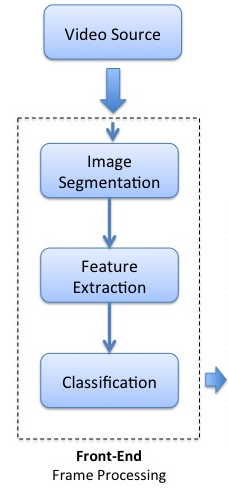 Video Source
Image
Segmentation
Feature
Extraction
Classification
Front-End
Frame Processing